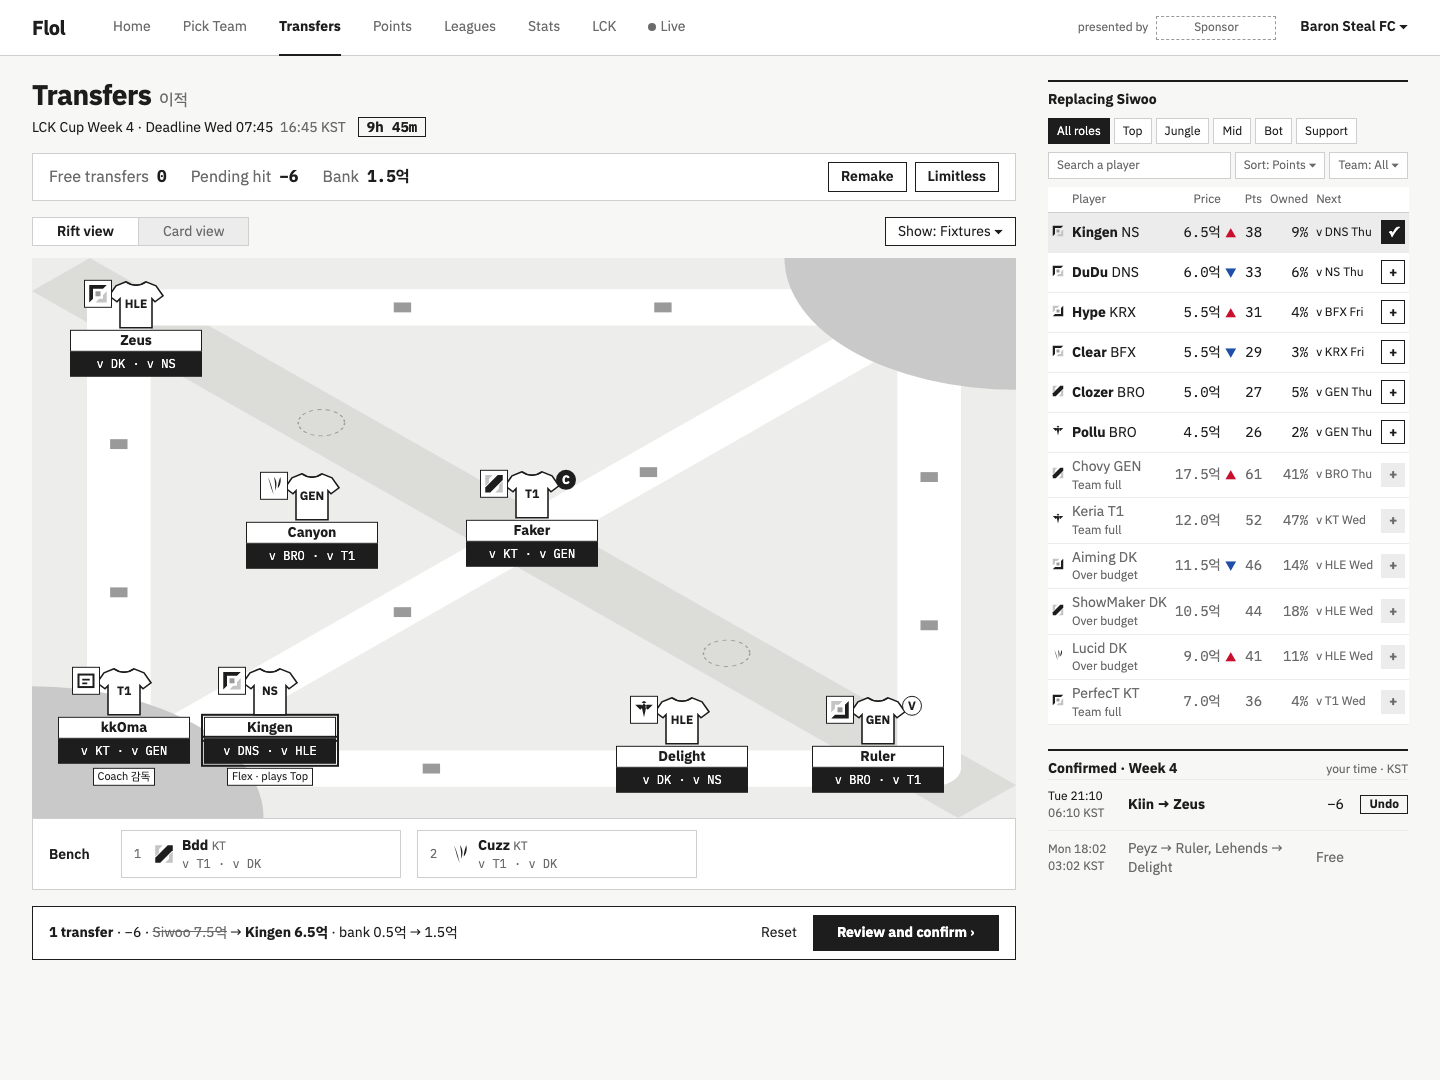 Flol
Home
Pick Team
Transfers
Points
Leagues
Stats
LCK
Live
presented by
Sponsor
Baron Steal FC
Transfers 이적
LCK Cup Week 4 · Deadline Wed 07:45 16:45 KST 9h 45m
Free transfers 0 Pending hit −6 Bank 1.5억
Remake
Limitless
Rift view
Card view
Show: Fixtures
HLE
Zeus
v DK · v NS
GEN
Canyon
v BRO · v T1
T1
C
Faker
v KT · v GEN
T1
kkOma
v KT · v GEN
Coach 감독
NS
Kingen
v DNS · v HLE
Flex · plays Top
HLE
Delight
v DK · v NS
GEN
V
Ruler
v BRO · v T1
Bench
1
Bdd KT
v T1 · v DK
2
Cuzz KT
v T1 · v DK
1 transfer · −6 · Siwoo 7.5억 → Kingen 6.5억 · bank 0.5억 → 1.5억
Reset
Review and confirm ›
Replacing Siwoo
All roles
Top
Jungle
Mid
Bot
Support
Search a player
Sort: Points
Team: All
Player Price Pts Owned Next
Kingen NS 6.5억 ▲ 38 9% v DNS Thu ✓
DuDu DNS 6.0억 ▼ 33 6% v NS Thu +
Hype KRX 5.5억 ▲ 31 4% v BFX Fri +
Clear BFX 5.5억 ▼ 29 3% v KRX Fri +
Clozer BRO 5.0억 27 5% v GEN Thu +
Pollu BRO 4.5억 26 2% v GEN Thu +
Chovy GEN 17.5억 ▲ 61 41% v BRO Thu +
Team full
Keria T1 12.0억 52 47% v KT Wed +
Team full
Aiming DK 11.5억 ▼ 46 14% v HLE Wed +
Over budget
ShowMaker DK 10.5억 44 18% v HLE Wed +
Over budget
Lucid DK 9.0억 ▲ 41 11% v HLE Wed +
Over budget
PerfecT KT 7.0억 36 4% v T1 Wed +
Team full
Confirmed · Week 4
your time · KST
Tue 21:10
06:10 KST
Kiin → Zeus
−6
Undo
Mon 18:02
03:02 KST
Peyz → Ruler, Lehends →
Delight
Free